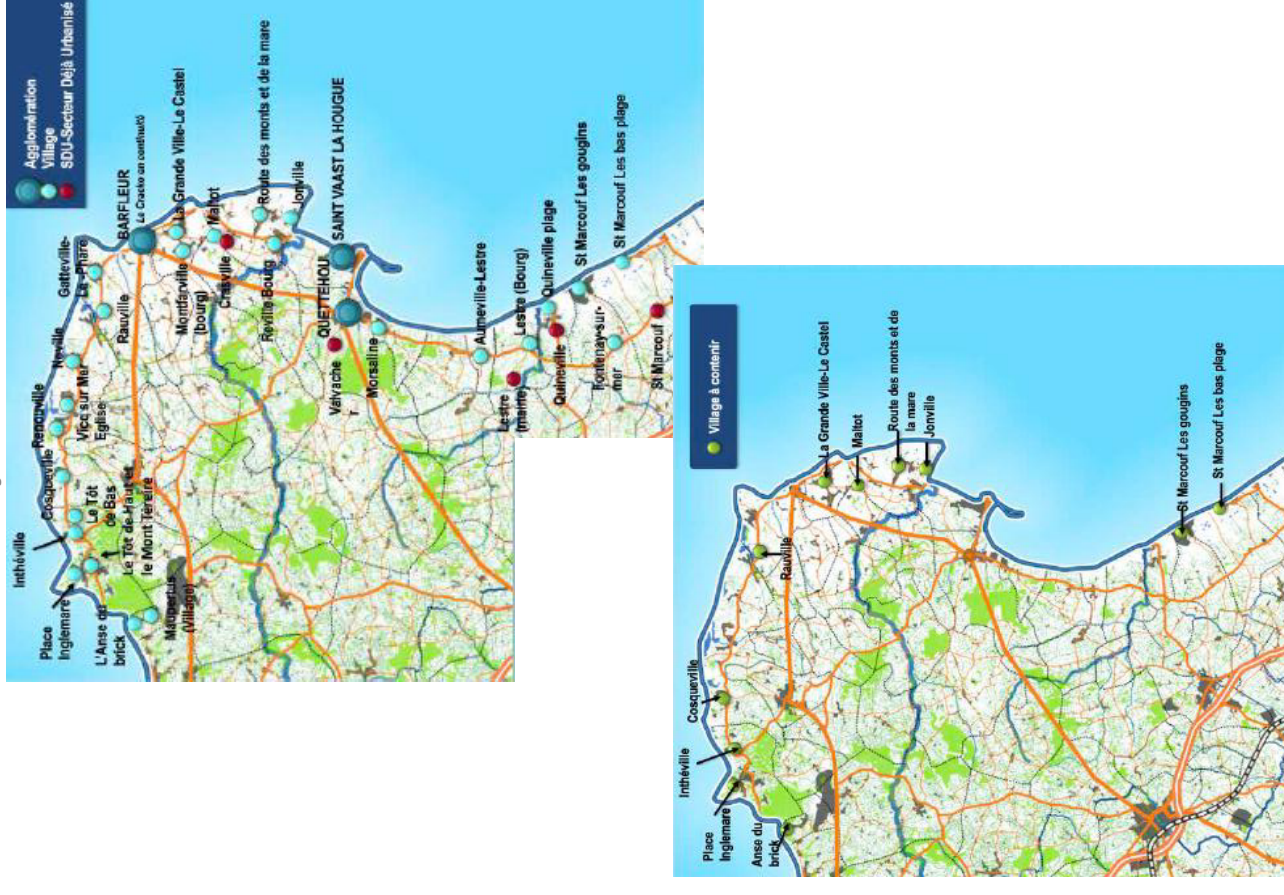 Agglomération
Village
SDU-Secteur Déjà Urbanisé
Inthéville
Place
Inglemare
L'Anse du
brick
Maupertus
(Village)
Le Tôt de Haut et
le Mont Téreire
Le Tôt
de Bas
Cosqueville
Renouville
Vicq sur Mer
Eglise
Néville
Rauville
Gatteville-
Le -Phare
BARFLEUR
Le Cracko en continuité
La Grande Ville-Le Castel
Montfarville
(bourg)
Maltot
Crasville
Route des monts et de la mare
Réville Bourg
Jonville
SAINT VAAST LA HOUGUE
QUETTEHOU
Valvache
r
Morsaline
Aumeville-Lestre
Lestre (Bourg)
Lestre
(mairie)
Quineville plage
Quinéville
St Marcouf Les gougins
Fontenay-sur-
mer
St Marcouf Les bas plage
St Marcouf
Village à contenir
Cosqueville
Inthéville
Place
Inglemare
Anse du
brick
Rauville
La Grande Ville-Le Castel
Maltot
Route des monts et de
la mare
Jonville
St Marcouf Les gougins
St Marcouf Les bas plage